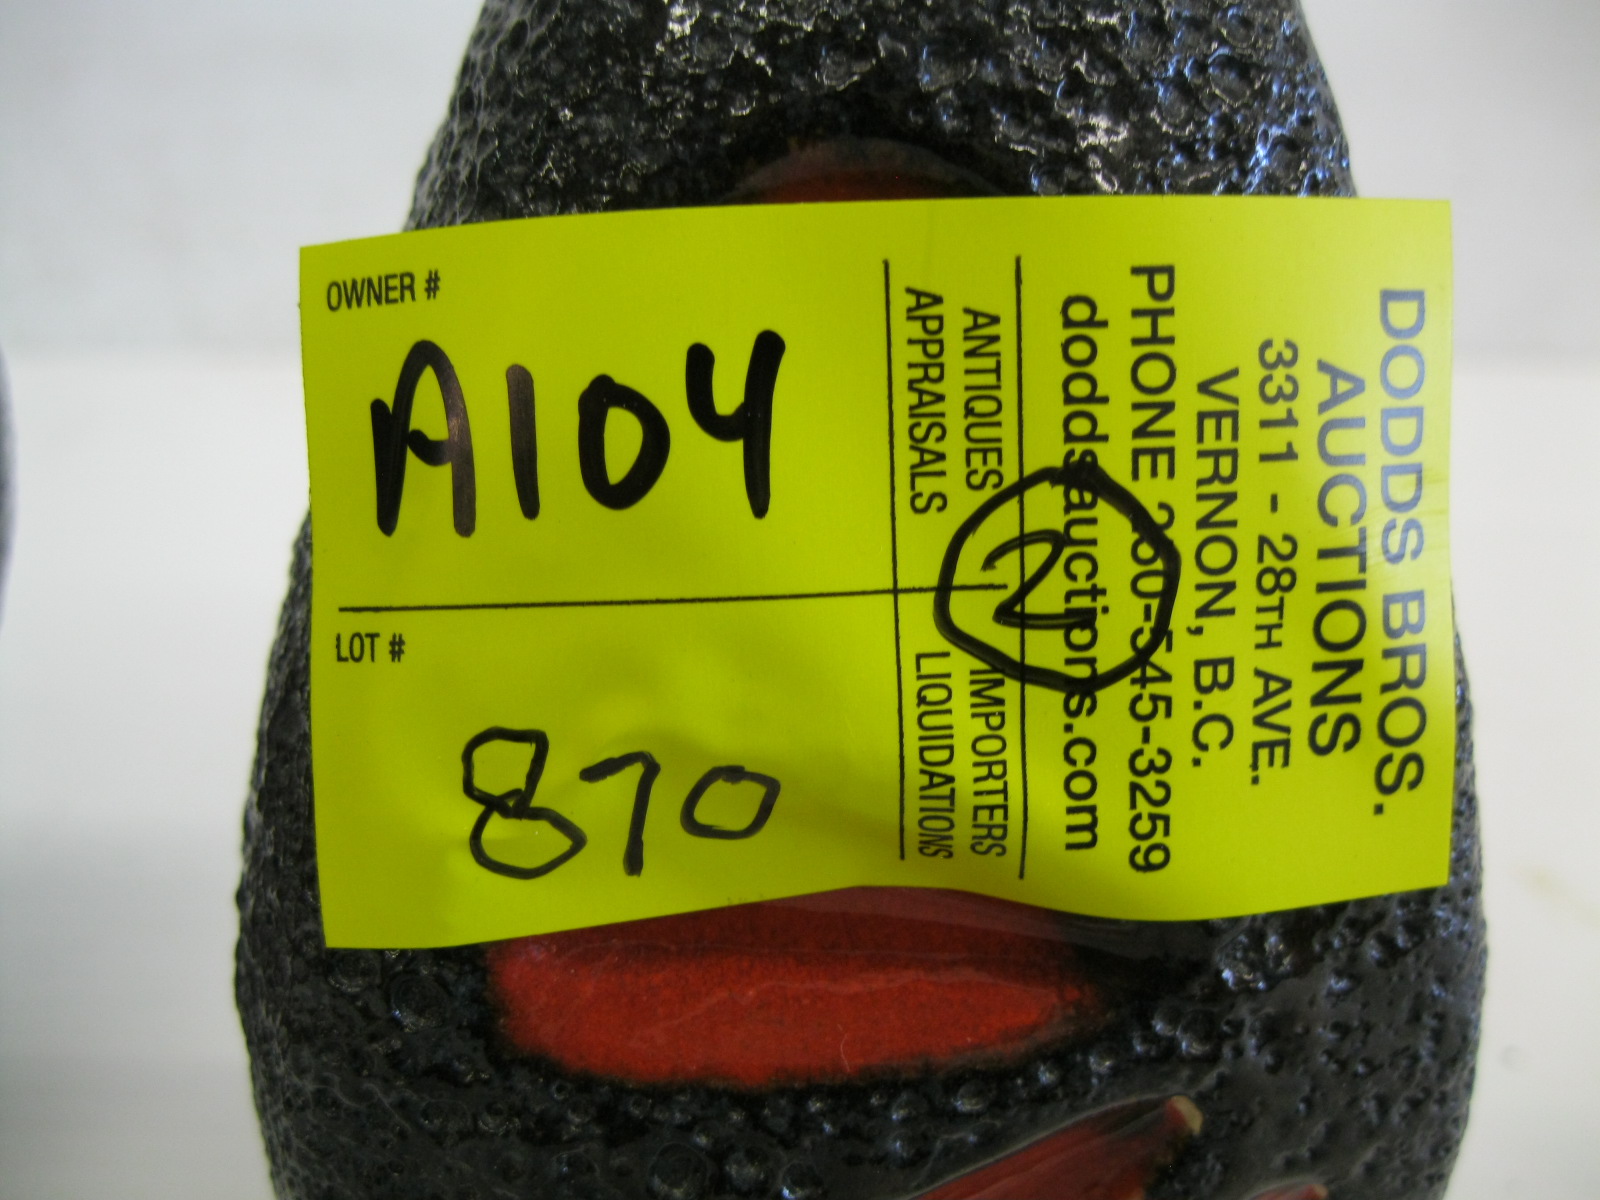 OWNER #
A104
LOT #
870
DODDS BROS.
AUCTIONS
3311 - 28TH AVE.
VERNON, B.C.
PHONE 250-545-3259
doddsauctions.com
2
ANTIQUES IMPORTERS
APPRAISALS LIQUIDATIONS